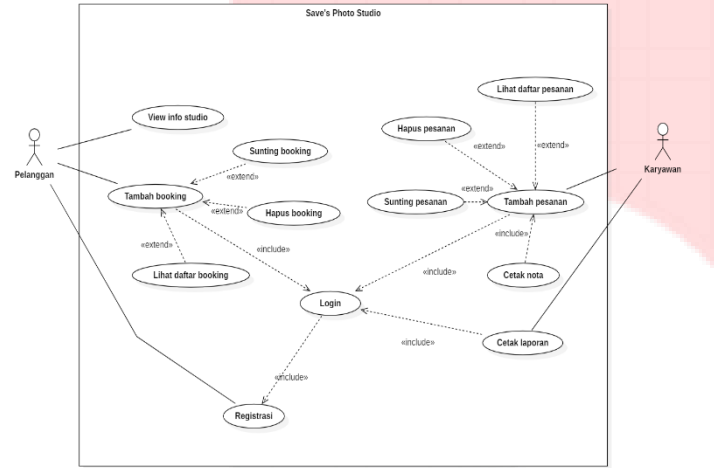 Save's Photo Studio
Lihat daftar pesanan
View info studio
Hapus pesanan
«extend»
«extend»
Sunting booking
Pelanggan
Karyawan
«extend»
«extend»
Tambah booking
Sunting pesanan
Tambah pesanan
«extend»
Hapus booking
«include»
«extend»
«include»
Lihat daftar booking
«include»
Cetak nota
Login
«include»
Cetak laporan
«include»
Registrasi